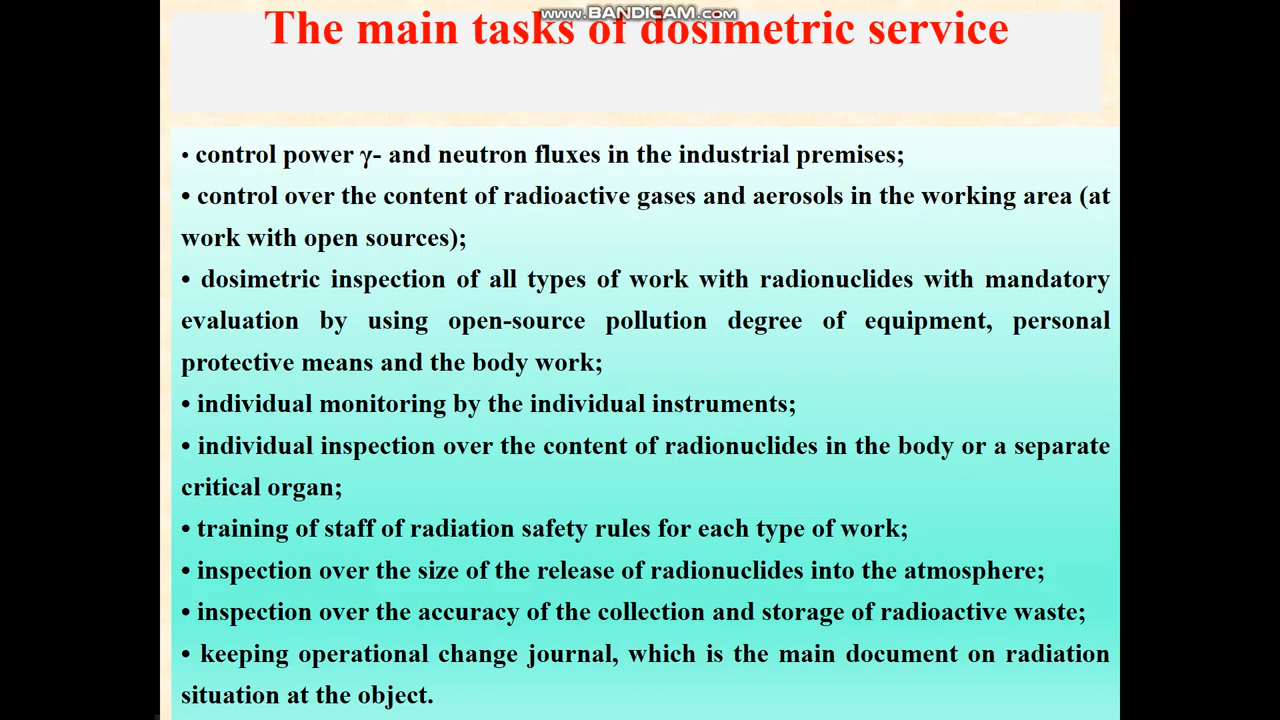 www.BANDICAM.com
The main tasks of dosimetric service
• control power γ- and neutron fluxes in the industrial premises;
• control over the content of radioactive gases and aerosols in the working area (at
work with open sources);
• dosimetric inspection of all types of work with radionuclides with mandatory
evaluation by using open-source pollution degree of equipment, personal
protective means and the body work;
• individual monitoring by the individual instruments;
• individual inspection over the content of radionuclides in the body or a separate
critical organ;
• training of staff of radiation safety rules for each type of work;
• inspection over the size of the release of radionuclides into the atmosphere;
• inspection over the accuracy of the collection and storage of radioactive waste;
• keeping operational change journal, which is the main document on radiation
situation at the object.